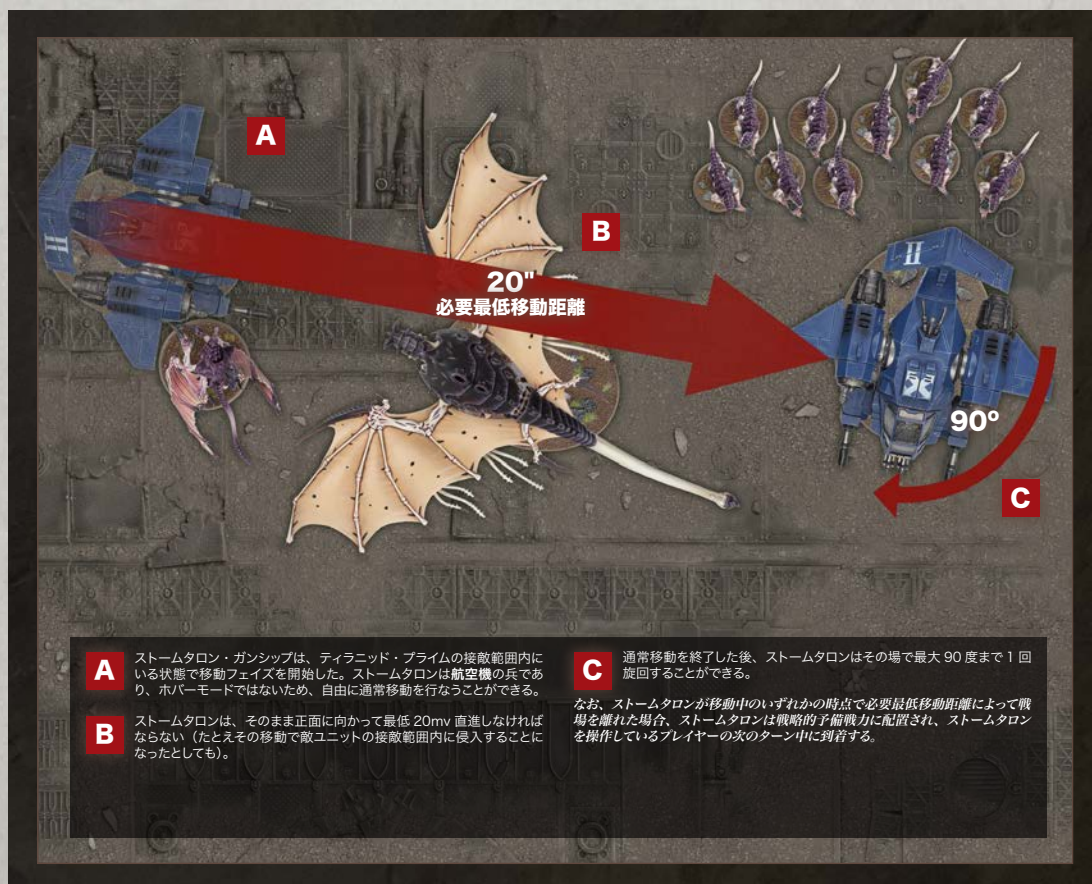 A
B
20"
必要最低移動距離
90º
C
A
ストームタロン・ガンシップは、ティラニッド・プライムの接敵範囲内に
いる状態で移動フェイズを開始した。ストームタロンは航空機の兵であ
り、ホバーモードではないため、自由に通常移動を行なうことができる。
B
ストームタロンは、そのまま正面に向かって最低 20mv 直進しなければ
ならない（たとえその移動で敵ユニットの接敵範囲内に侵入することに
なったとしても）。
C
通常移動を終了した後、ストームタロンはその場で最大 90 度まで 1 回
旋回することができる。
なお、ストームタロンが移動中のいずれかの時点で必要最低移動距離によって戦
場を離れた場合、ストームタロンは戦略的予備戦力に配置され、ストームタロン
を操作しているプレイヤーの次のターン中に到着する。